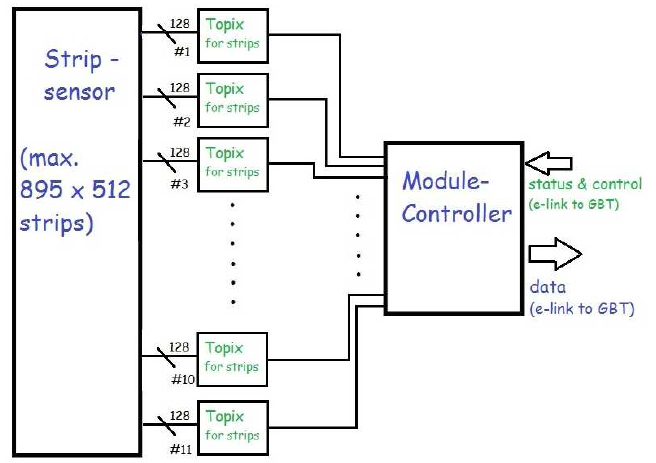 Strip -
sensor
(max.
895 x 512
strips)
128
#1
Topix
for strips
128
#2
Topix
for strips
128
#3
Topix
for strips
128
#10
Topix
for strips
128
#11
Topix
for strips
Module-
Controller
status & control
(e-link to GBT)
data
(e-link to GBT)